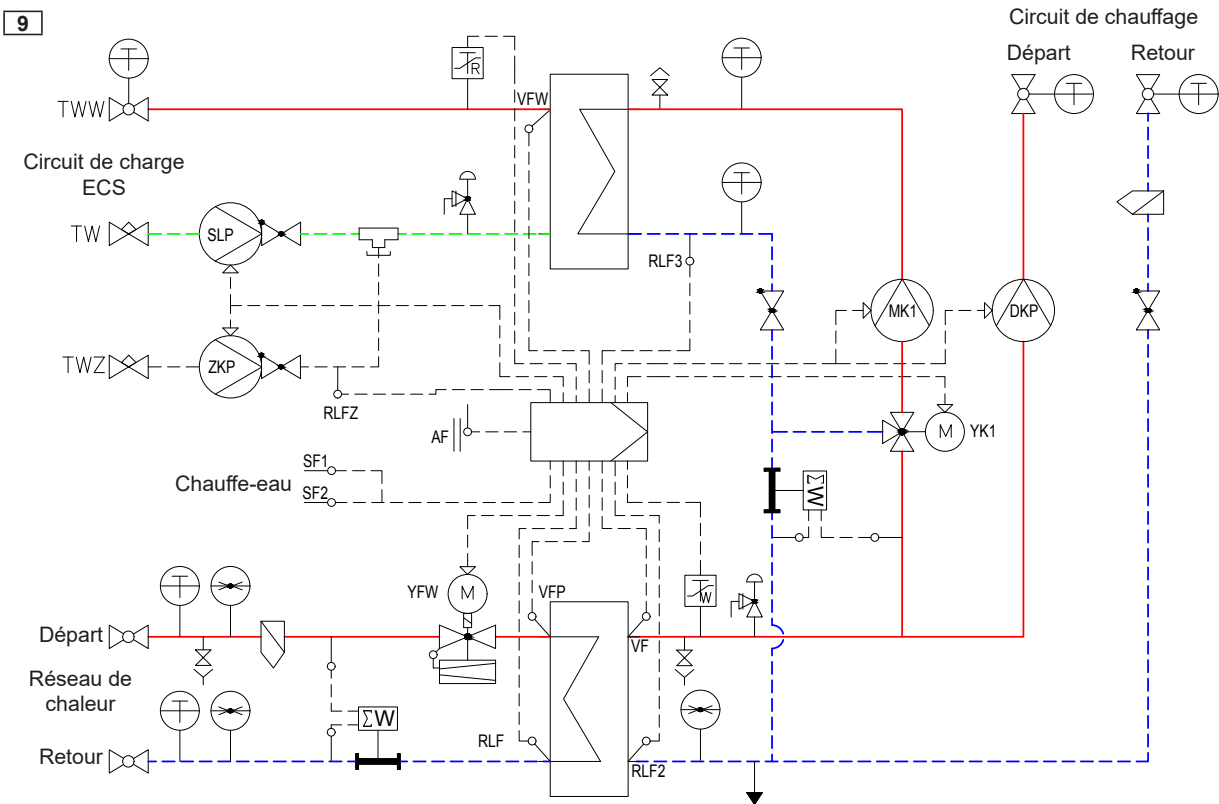 9
Circuit de chauffage
Départ
Retour
T
T
T
T
R
TWW
VFW
Circuit de charge
ECS
T
TW
SLP
RLF3
MK1
DKP
TWZ
ZKP
RLFZ
AF
M
YK1
SF1
Chauffe-eau
SF2
ΣW
YFW
M
VFP
W
T
Départ
VF
Réseau de
chaleur
T
ΣW
RLF
Retour
RLF2